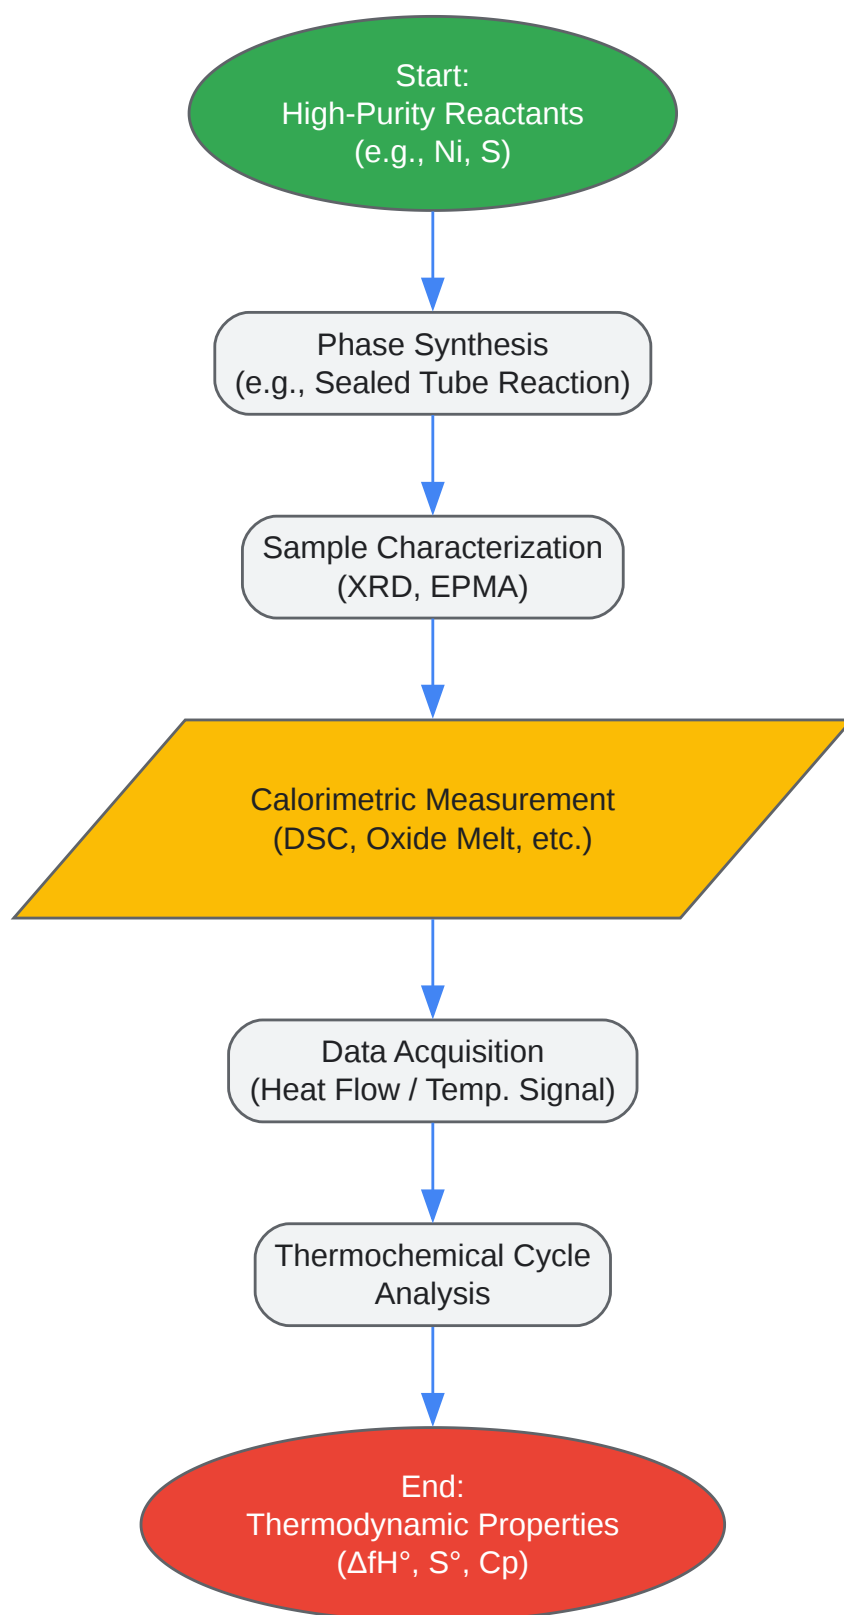 Start:
High-Purity Reactants
(e.g., Ni, S)
Phase Synthesis
(e.g., Sealed Tube Reaction)
Sample Characterization
(XRD, EPMA)
Calorimetric Measurement
(DSC, Oxide Melt, etc.)
Data Acquisition
(Heat Flow / Temp. Signal)
Thermochemical Cycle
Analysis
End:
Thermodynamic Properties
(ΔfH°, S°, Cp)